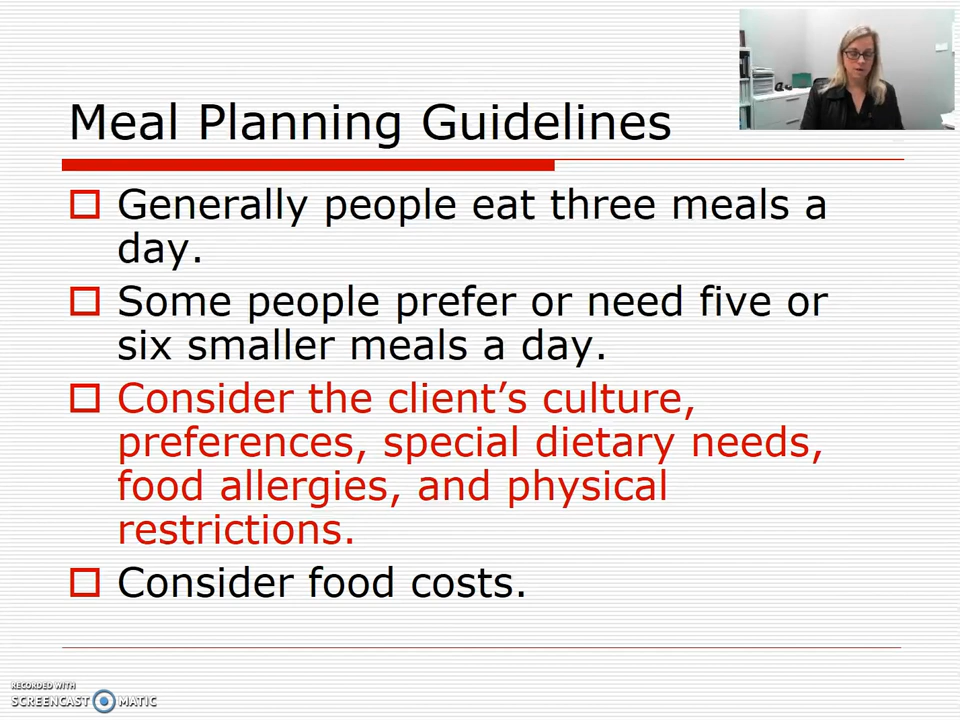 Meal Planning Guidelines
Generally people eat three meals a
day.
Some people prefer or need five or
six smaller meals a day.
Consider the client’s culture,
preferences, special dietary needs,
food allergies, and physical
restrictions.
Consider food costs.
RECORDED WITH
SCREENCAST MATIC